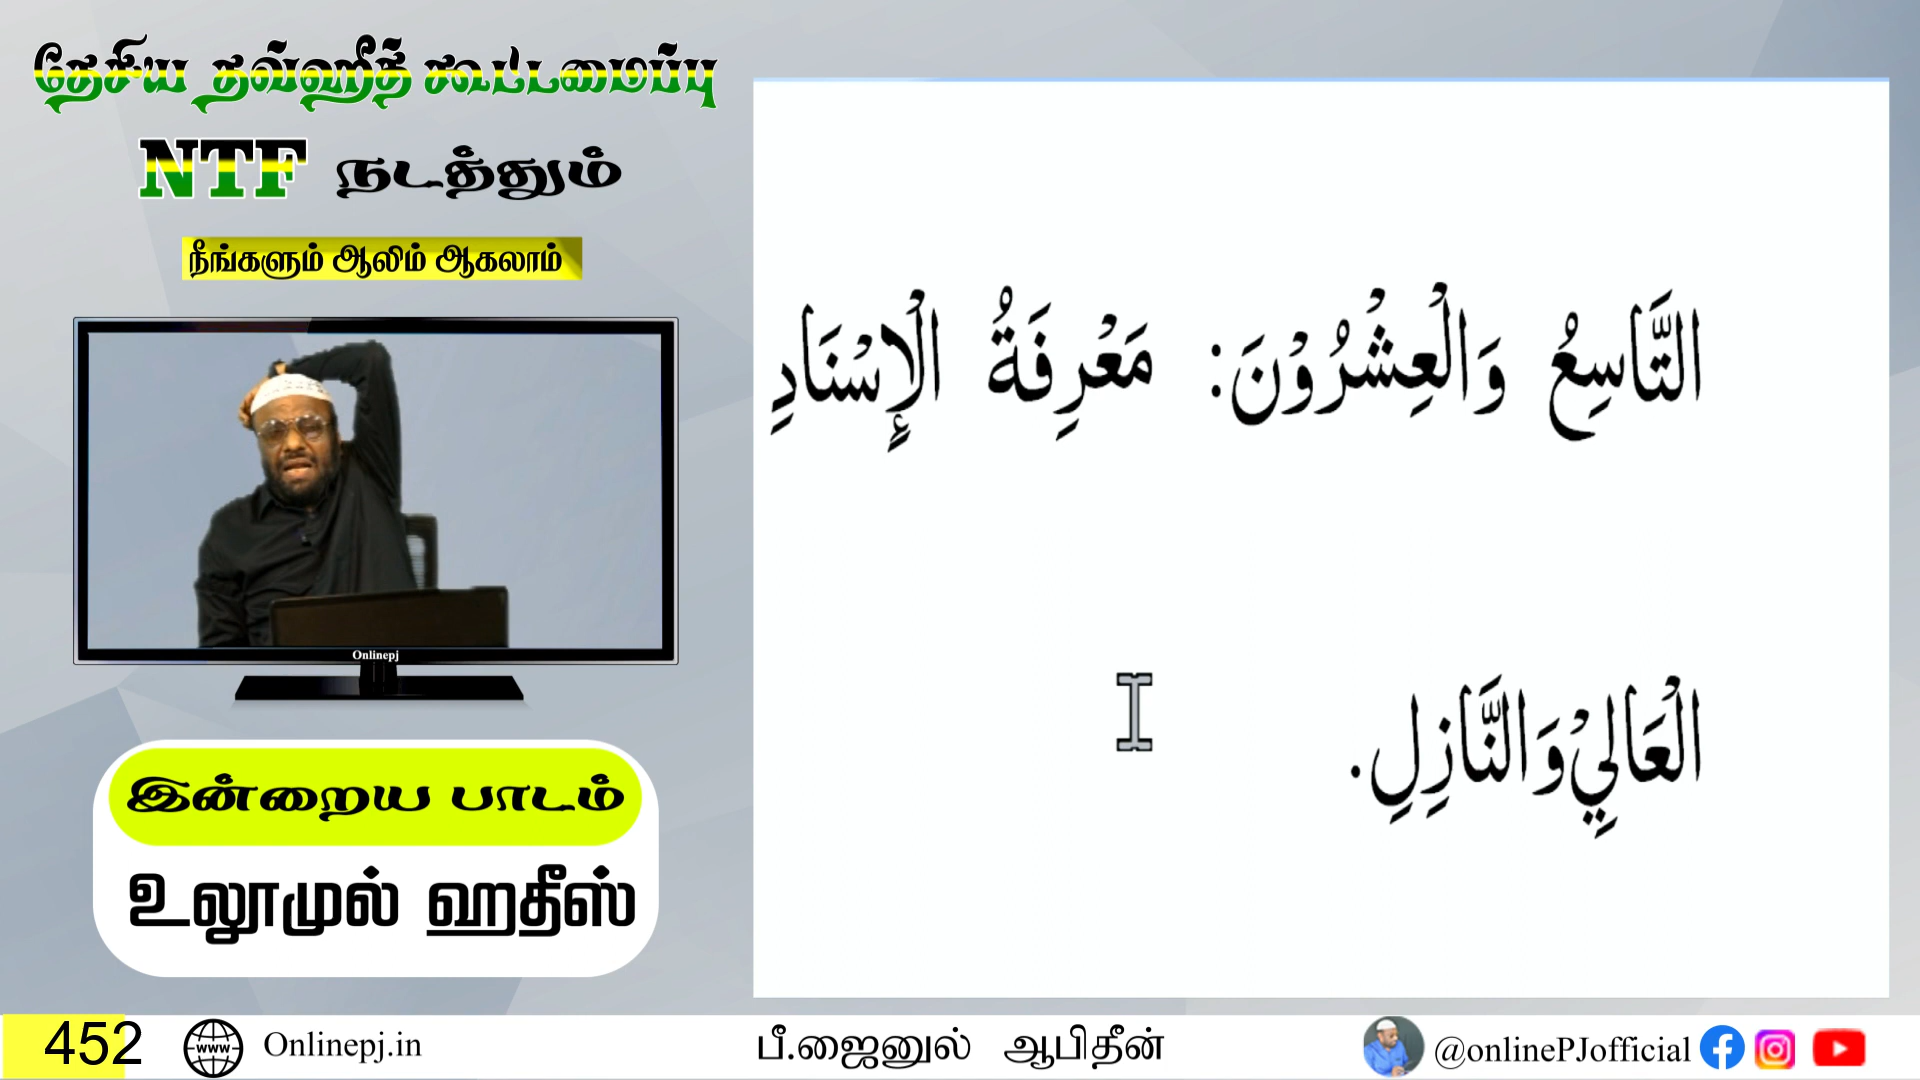 தேசிய தவ்ஹீத் கூட்டமைப்பு
NTF நடத்தும்
நீங்களும் ஆலிம் ஆகலாம்
Onlinepj
இன்றைய பாடம்
உலூமுல் ஹதீஸ்
التَّاسِعُ وَالْعِشْرُوْنَ: مَعْرِفَةُ الْإِسْنَادِ
الْعَالِيْ وَالنَّازِلِ.
452
www
Onlinepj.in
பீ.ஜைனுல் ஆபிதீன்
@onlinePJofficial